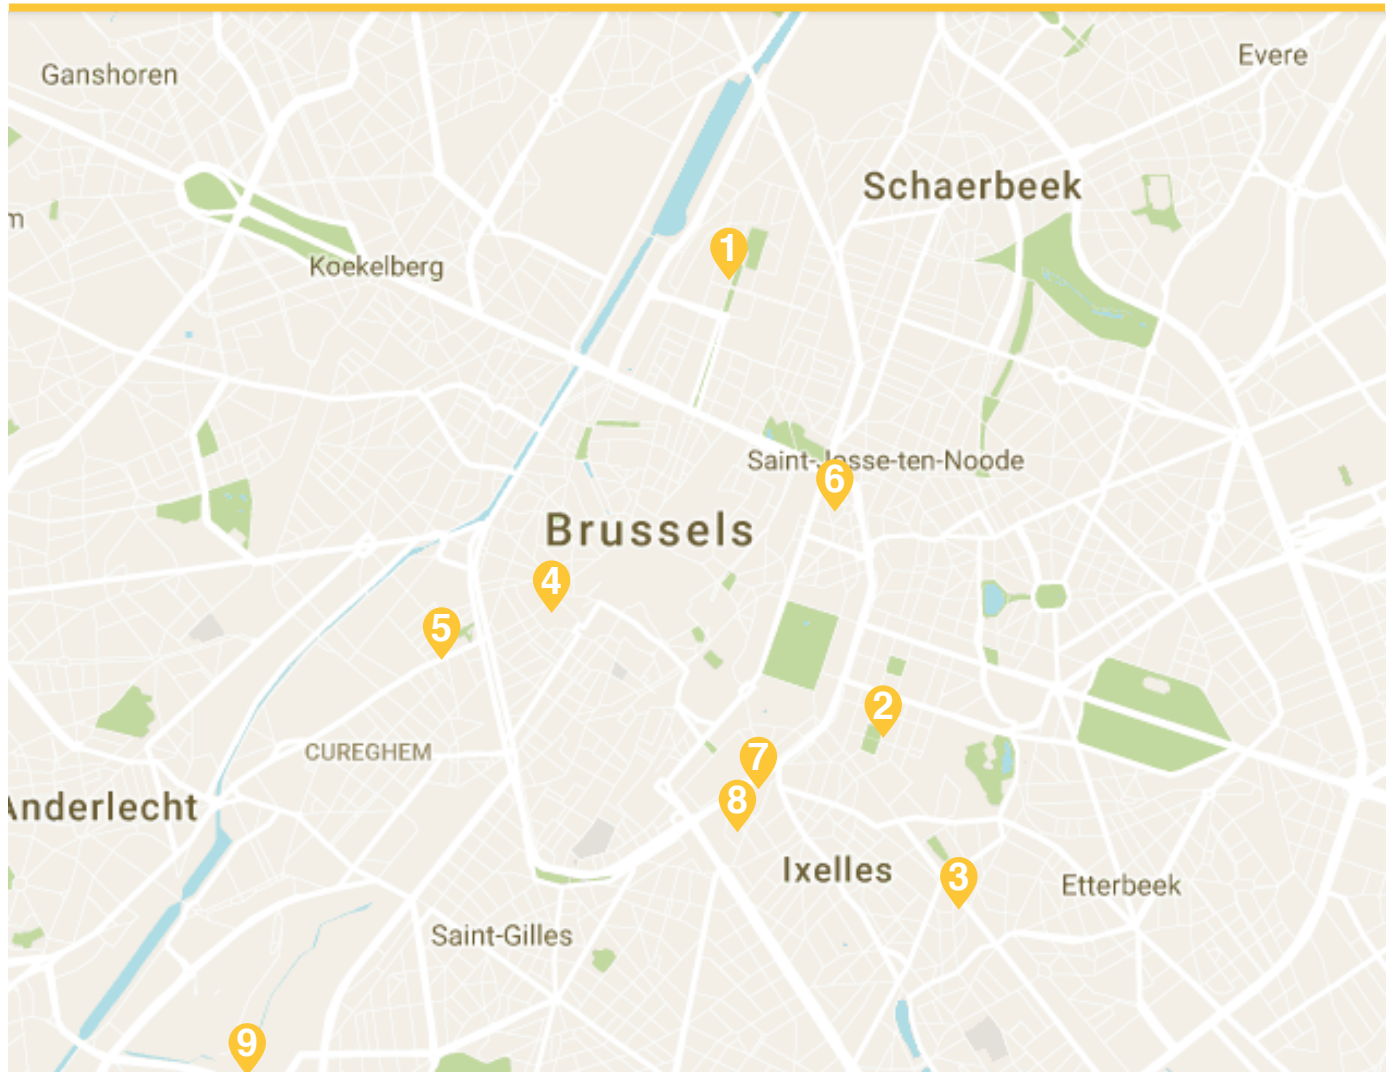 Evere
Ganshoren
Schaerbeek
m
1
Koekelberg
Saint-Josse-ten-Noode
6
Brussels
4
5
2
CUREGHEM
7
8
Anderlecht
Ixelles
3
Etterbeek
Saint-Gilles
9